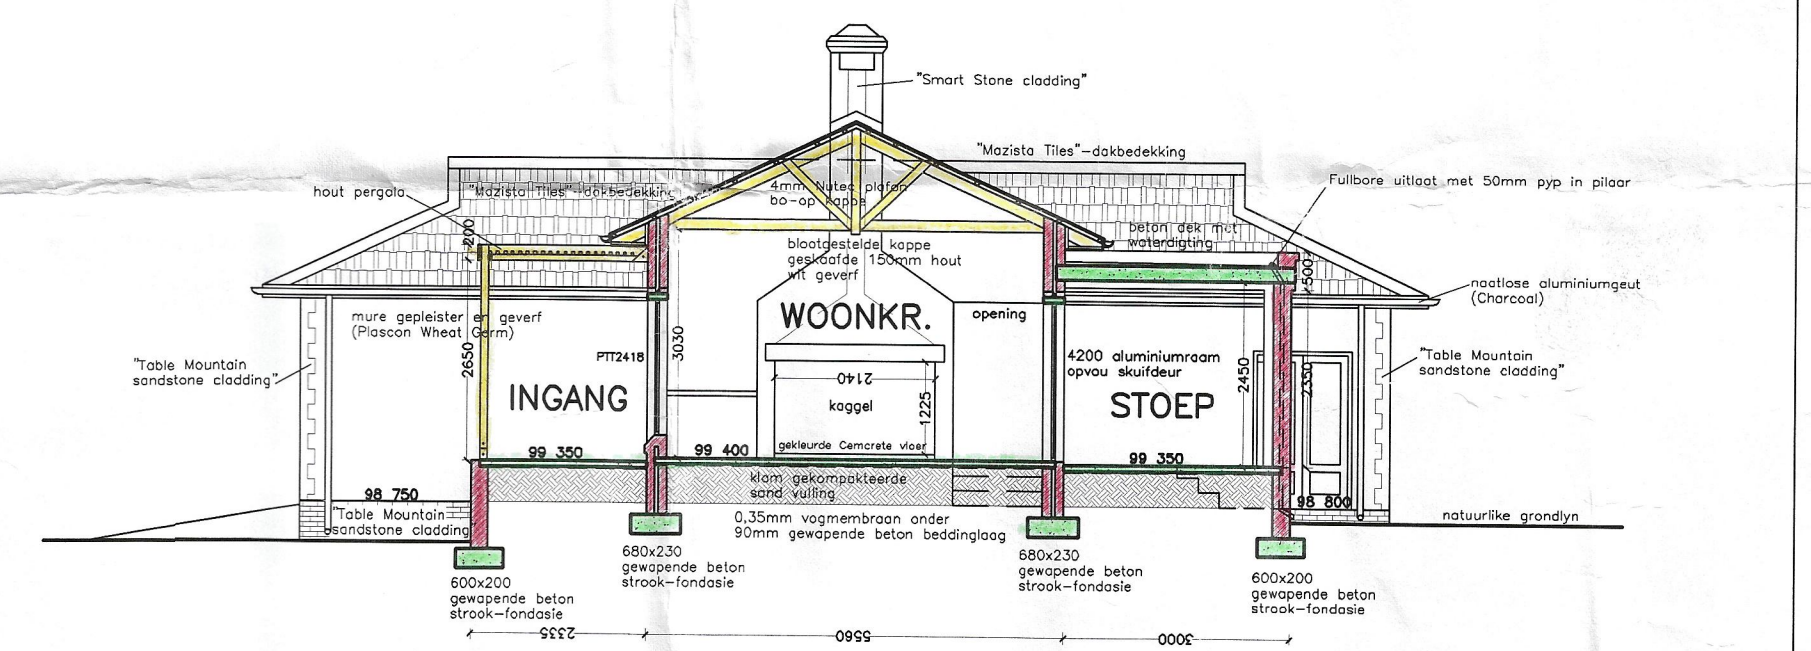 "Smart Stone cladding"
"Mazista Tiles"-dakbedekking
hout pergola
"Mazista Tiles"-dakbedekking
4mm Nutec plafon
bo-op kappe
Fullbore uitlaat met 50mm pyp in pilaar
beton dek met
waterdigting
200
blootgestelde kappe
geskaafde 150mm hout
wit geverf
500
naatlose aluminiumgeut
(Charcoal)
mure gepleister en geverf
(Plascon Wheat Germ)
WOONKR.
opening
"Table Mountain
sandstone cladding"
2650
PTT2418
3030
4200 aluminiumraam
opvou skuifdeur
2450
2350
"Table Mountain
sandstone cladding"
2140
INGANG
kaggel
1225
STOEP
gekleurde Cemcrete vloer
99 350
99 400
99 350
98 750
klam gekompakteerde
sand vulling
98 800
"Table Mountain
sandstone cladding
0,35mm vogmembraan onder
90mm gewapende beton beddinglaag
natuurlike grondlyn
600x200
gewapende beton
strook-fondasie
680x230
gewapende beton
strook-fondasie
680x230
gewapende beton
strook-fondasie
600x200
gewapende beton
strook-fondasie
2335
5560
3000